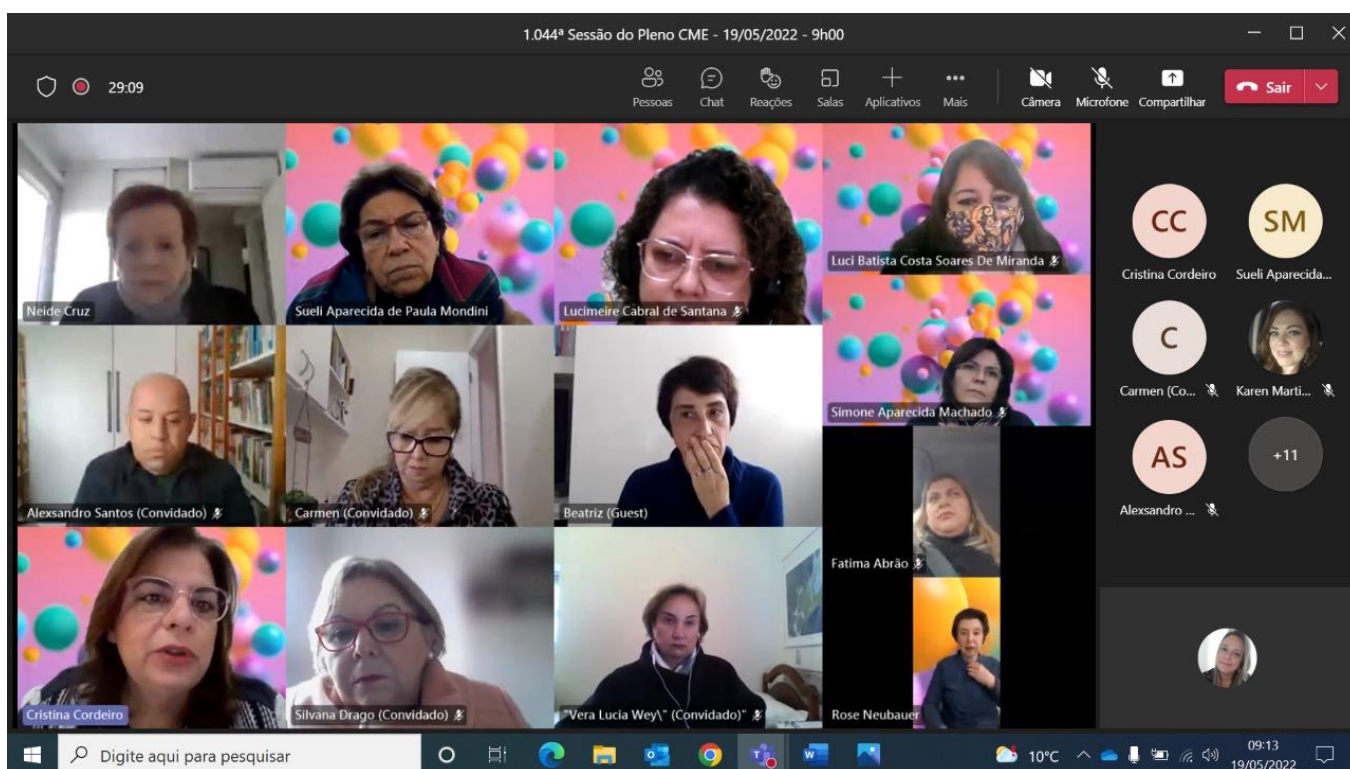 1.044ª Sessão do Pleno CME - 19/05/2022 - 9h00
29:09
Pessoas
Chat
Reações
Salas
Aplicativos
Mais
Câmera
Microfone
Compartilhar
Sair
Neide Cruz
Sueli Aparecida de Paula Mondini
Lucimeire Cabral de Santana
Luci Batista Costa Soares De Miranda
Simone Aparecida Machado
Alexsandro Santos (Convidado)
Carmen (Convidado)
Beatriz (Guest)
Fatima Abrão
Cristina Cordeiro
Silvana Drago (Convidado)
"Vera Lucia Wey\" (Convidado)"
Rose Neubauer
CC
Cristina Cordeiro
SM
Sueli Aparecida...
C
Carmen (Co...
Karen Marti...
AS
Alexsandro ...
+11
Digite aqui para pesquisar
10°C
09:13
19/05/2022